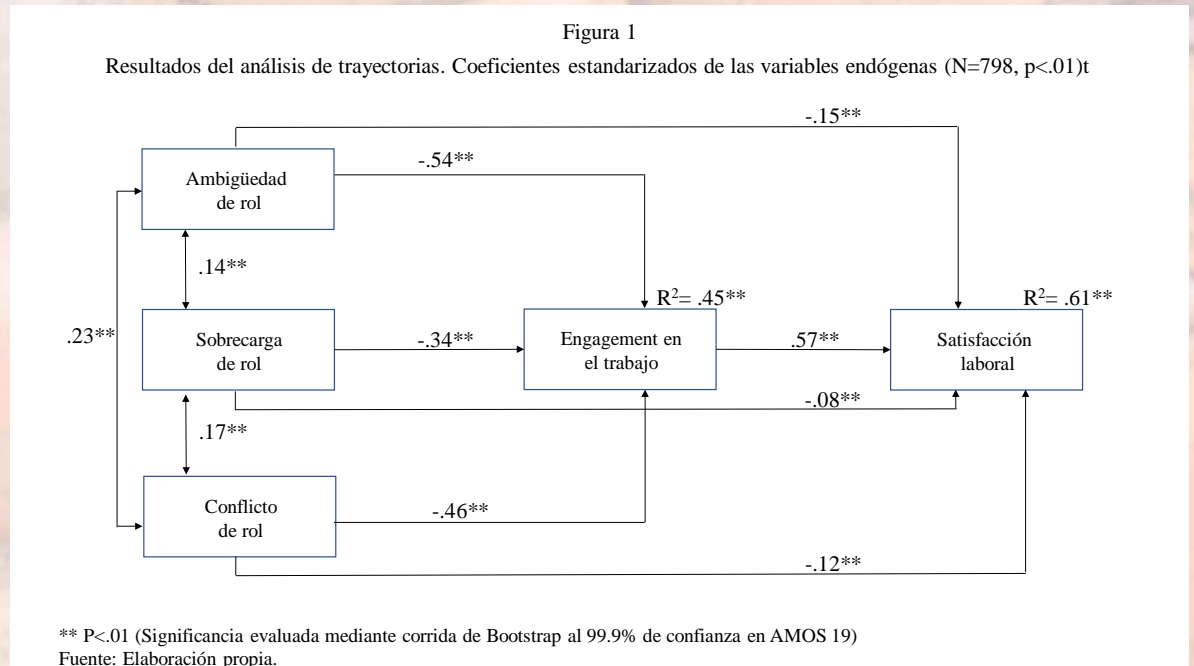 Figura 1
Resultados del análisis de trayectorias. Coeficientes estandarizados de las variables endógenas (N=798, p<.01)t
-.15**
-.54**
Ambigüedad
de rol
.14**
R²= .45**
R²= .61**
.23**
Sobrecarga
de rol
-.34**
Engagement en
el trabajo
.57**
Satisfacción
laboral
-.08**
.17**
Conflicto
de rol
-.46**
-.12**
** P<.01 (Significancia evaluada mediante corrida de Bootstrap al 99.9% de confianza en AMOS 19)
Fuente: Elaboración propia.